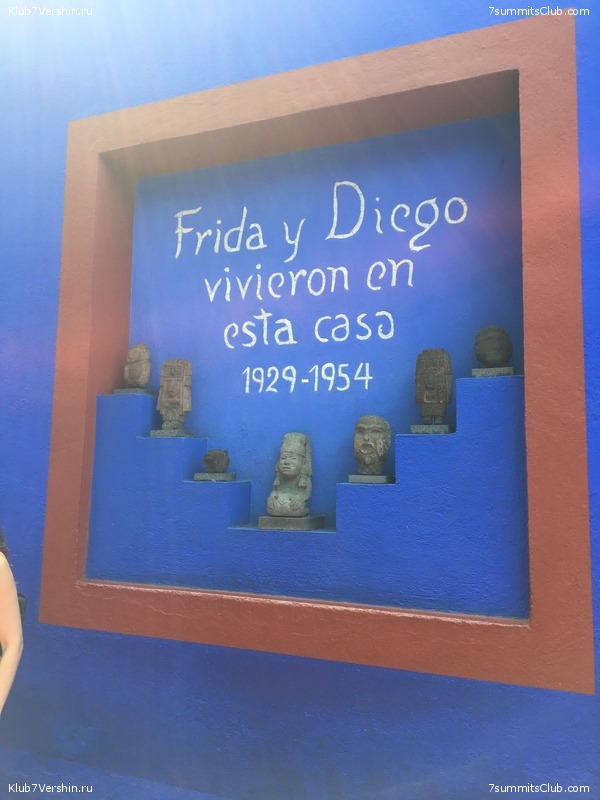 Klub7Vershin.ru 7summitsClub.com
Frida y Diego
vivieron en
esta casa
1929-1954
Klub7Vershin.ru 7summitsClub.com